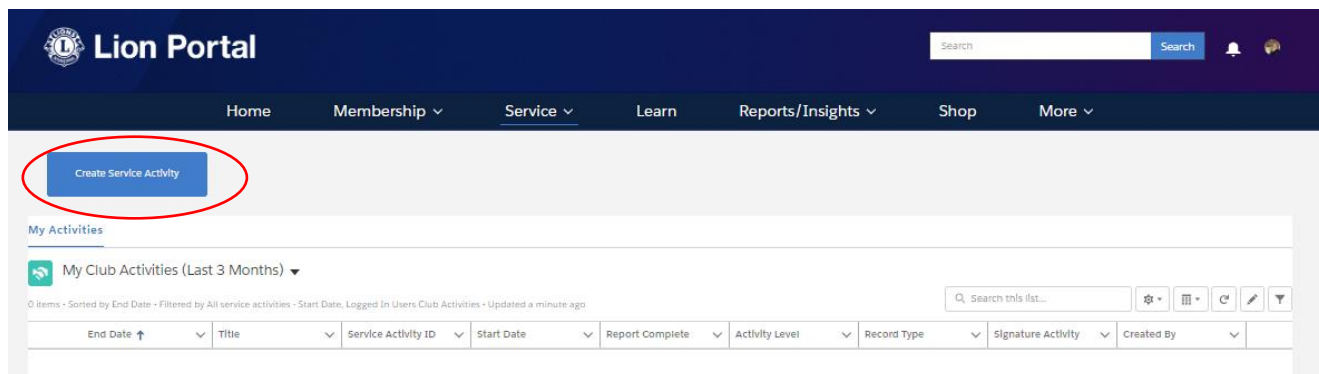 Lion Portal
Search Search
Home Membership Service Learn Reports/Insights Shop More
Create Service Activity
My Activities
My Club Activities (Last 3 Months)
0 items • Sorted by End Date • Filtered by All service activities - Start Date, Logged In Users Club Activities • Updated a minute ago
Search this list...
End Date Title Service Activity ID Start Date Report Complete Activity Level Record Type Signature Activity Created By